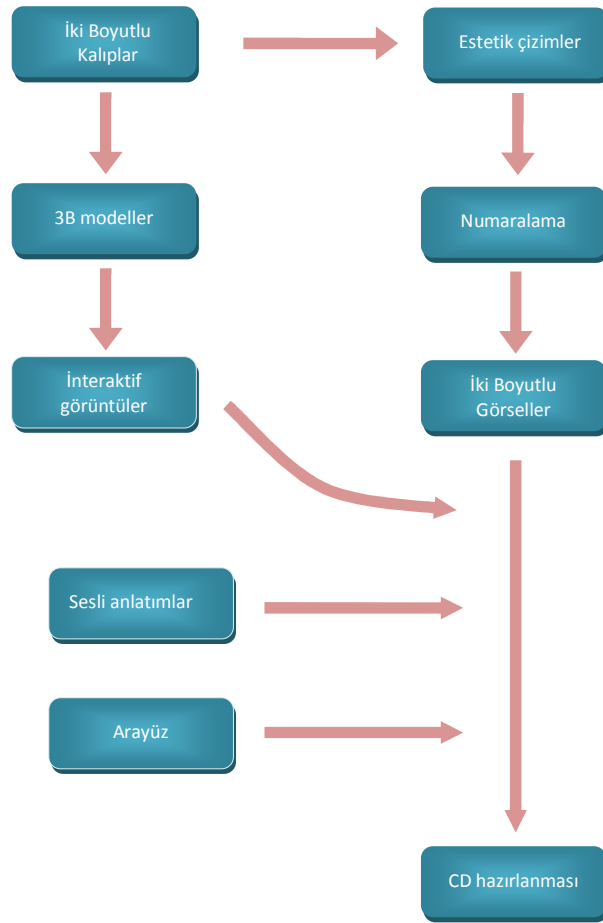 İki Boyutlu
Kalıplar
Estetik çizimler
3B modeller
Numaralama
İnteraktif
görüntüler
İki Boyutlu
Görseller
Sesli anlatımlar
Arayüz
CD hazırlanması